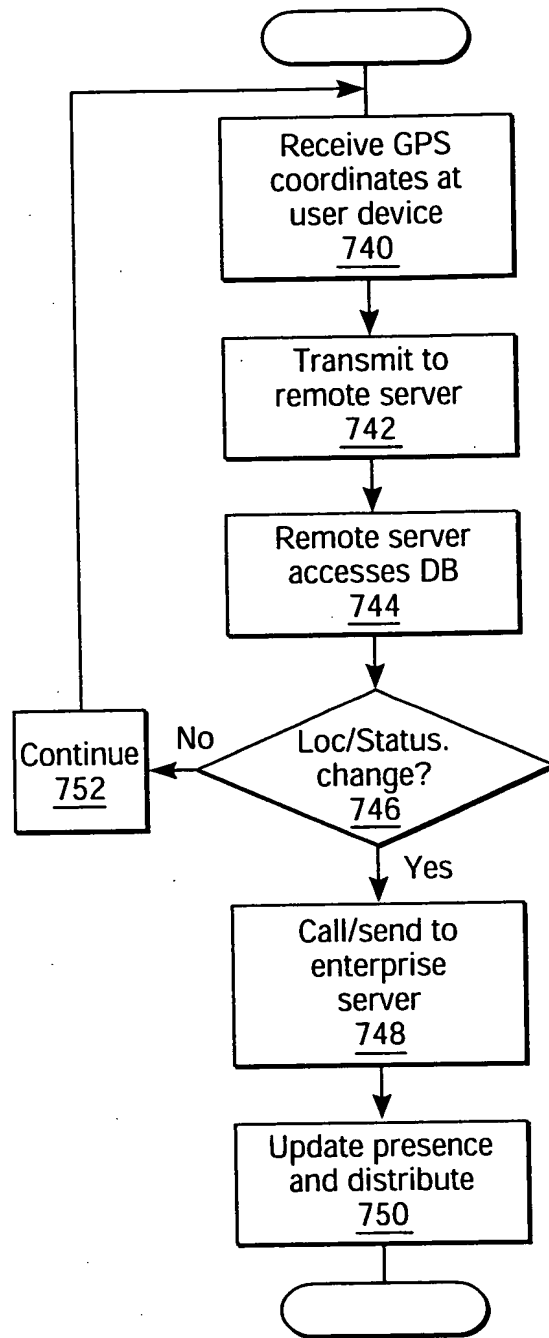 Receive GPS
coordinates at
user device
740
Transmit to
remote server
742
Remote server
accesses DB
744
Loc/Status.
change?
746
No
Continue
752
Yes
Call/send to
enterprise
server
748
Update presence
and distribute
750